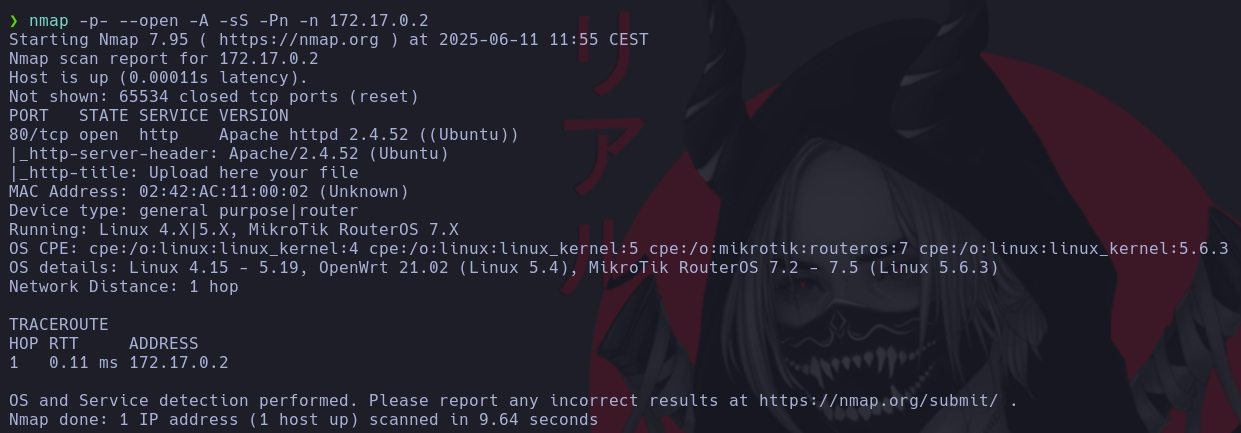 ❯ nmap -p- --open -A -sS -Pn -n 172.17.0.2
Starting Nmap 7.95 ( https://nmap.org ) at 2025-06-11 11:55 CEST
Nmap scan report for 172.17.0.2
Host is up (0.00011s latency).
Not shown: 65534 closed tcp ports (reset)
PORT   STATE SERVICE VERSION
80/tcp open  http    Apache httpd 2.4.52 ((Ubuntu))
|_http-server-header: Apache/2.4.52 (Ubuntu)
|_http-title: Upload here your file
MAC Address: 02:42:AC:11:00:02 (Unknown)
Device type: general purpose|router
Running: Linux 4.X|5.X, MikroTik RouterOS 7.X
OS CPE: cpe:/o:linux:linux_kernel:4 cpe:/o:linux:linux_kernel:5 cpe:/o:mikrotik:routeros:7 cpe:/o:linux:linux_kernel:5.6.3
OS details: Linux 4.15 - 5.19, OpenWrt 21.02 (Linux 5.4), MikroTik RouterOS 7.2 - 7.5 (Linux 5.6.3)
Network Distance: 1 hop

TRACEROUTE
HOP RTT     ADDRESS
1   0.11 ms 172.17.0.2

OS and Service detection performed. Please report any incorrect results at https://nmap.org/submit/ .
Nmap done: 1 IP address (1 host up) scanned in 9.64 seconds
リアル